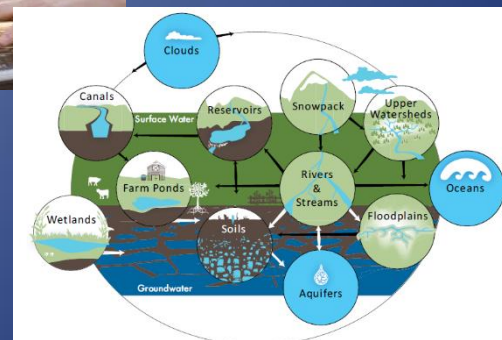 Clouds
Canals
Surface Water
Reservoirs
Snowpack
Upper
Watersheds
Farm Ponds
Rivers
&
Streams
Oceans
Wetlands
Soils
Floodplains
Groundwater
Aquifers